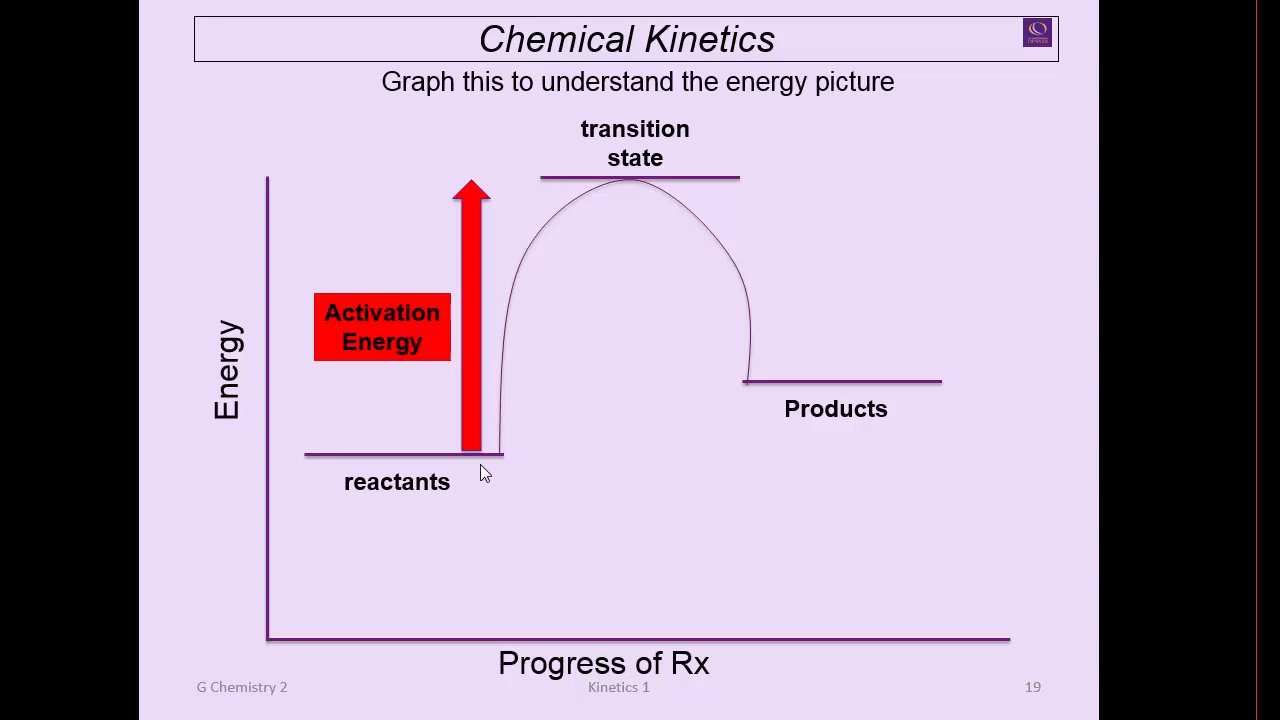 Chemical Kinetics
Graph this to understand the energy picture
transition
state
Activation
Energy
Energy
Products
reactants
Progress of Rx
G Chemistry 2
Kinetics 1
19